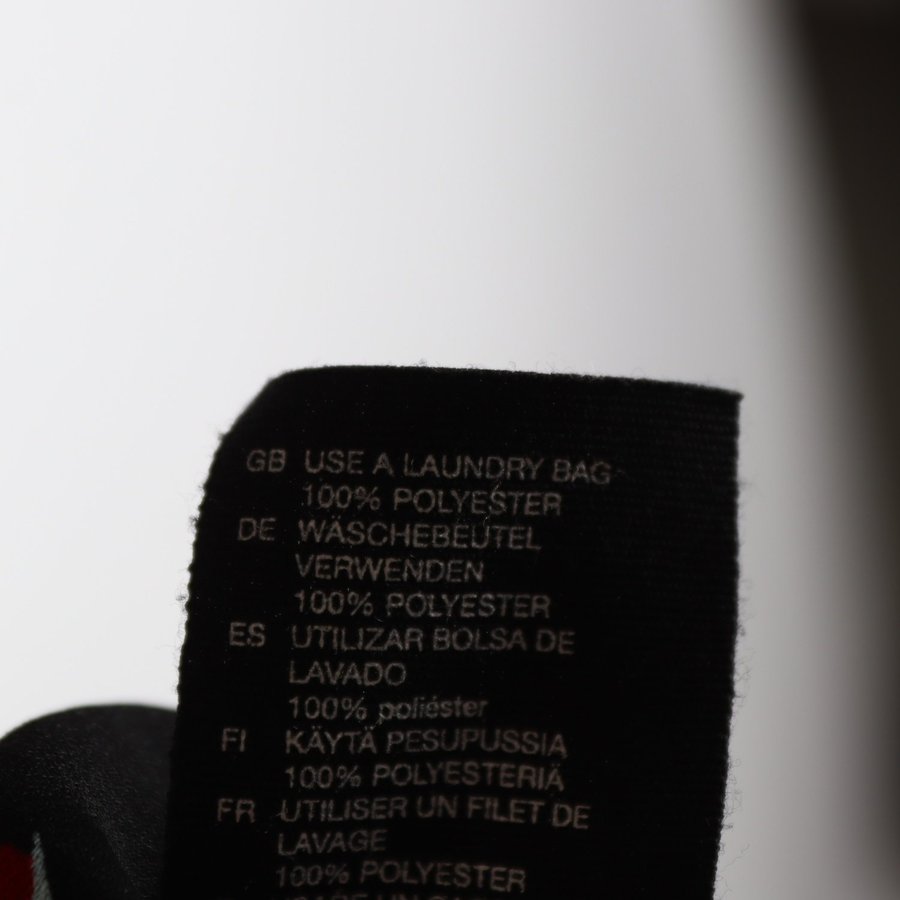 GB USE A LAUNDRY BAG
100% POLYESTER
DE WÄSCHEBEUTEL
VERWENDEN
100% POLYESTER
ES UTILIZAR BOLSA DE
LAVADO
100% poliéster
FI KÄYTÄ PESUPUSSIA
100% POLYESTERIÄ
FR UTILISER UN FILET DE
LAVAGE
100% POLYESTER